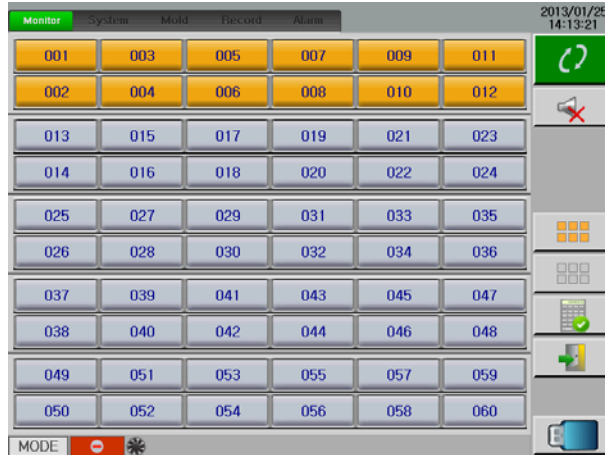 Monitor System Mold Record Alarm 2013/01/25
14:13:21
001 003 005 007 009 011
002 004 006 008 010 012
013 015 017 019 021 023
014 016 018 020 022 024
025 027 029 031 033 035
026 028 030 032 034 036
037 039 041 043 045 047
038 040 042 044 046 048
049 051 053 055 057 059
050 052 054 056 058 060
MODE